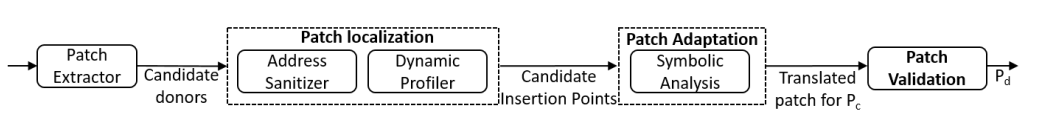 Patch
Extractor
Candidate
donors
Patch localization
Address
Sanitizer
Dynamic
Profiler
Candidate
Insertion Points
Patch Adaptation
Symbolic
Analysis
Translated
patch for Pc
Patch
Validation
Pd